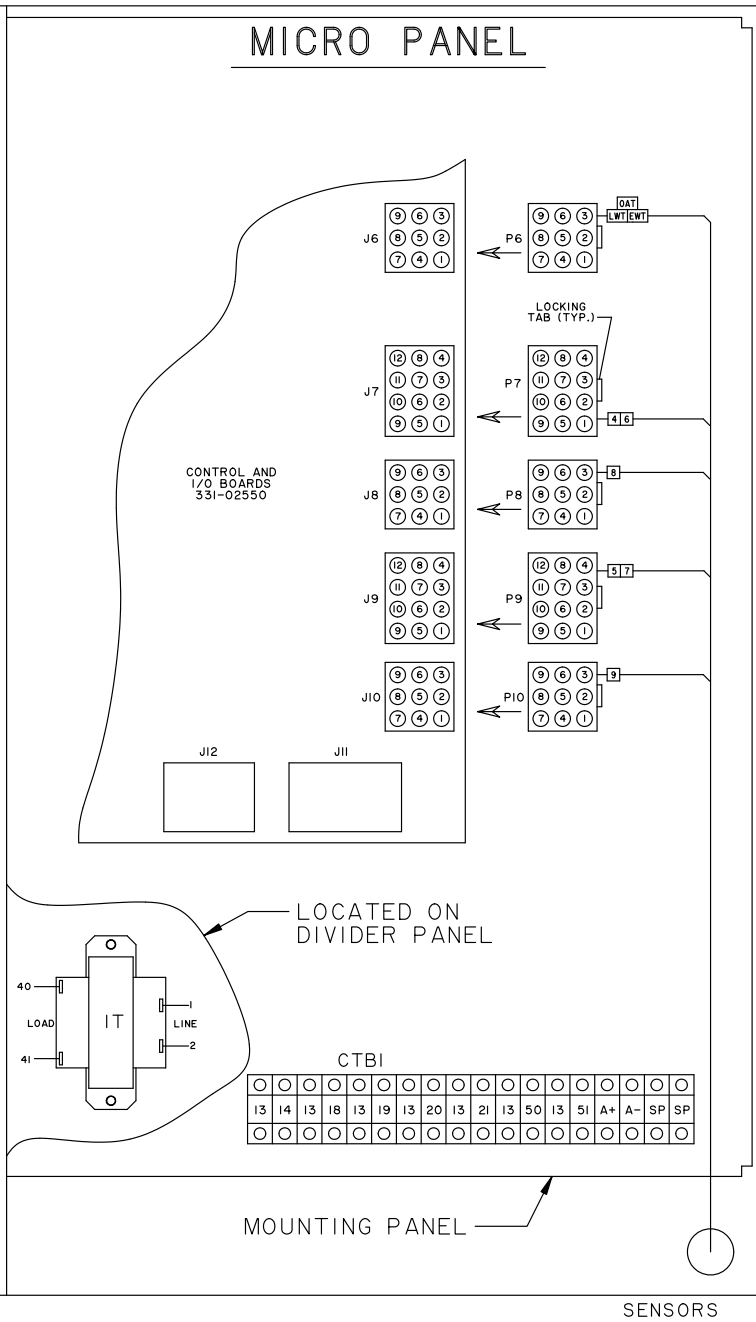 MICRO PANEL
J6
9 6 3
8 5 2
7 4 1
P6
9 6 3
8 5 2
7 4 1
OAT
LWT EWT
LOCKING
TAB (TYP.)
J7
12 8 4
11 7 3
10 6 2
9 5 1
P7
12 8 4
11 7 3
10 6 2
9 5 1
4 6
CONTROL AND
I/O BOARDS
331-02550
J8
9 6 3
8 5 2
7 4 1
P8
9 6 3
8 5 2
7 4 1
8
J9
12 8 4
11 7 3
10 6 2
9 5 1
P9
12 8 4
11 7 3
10 6 2
9 5 1
5 7
J10
9 6 3
8 5 2
7 4 1
P10
9 6 3
8 5 2
7 4 1
9
J12
J11
LOCATED ON
DIVIDER PANEL
40
LOAD
41
1T
1
LINE
2
CTB1
13 14 13 18 13 19 13 20 13 21 13 50 13 51 A+ A- SP SP
MOUNTING PANEL
SENSORS